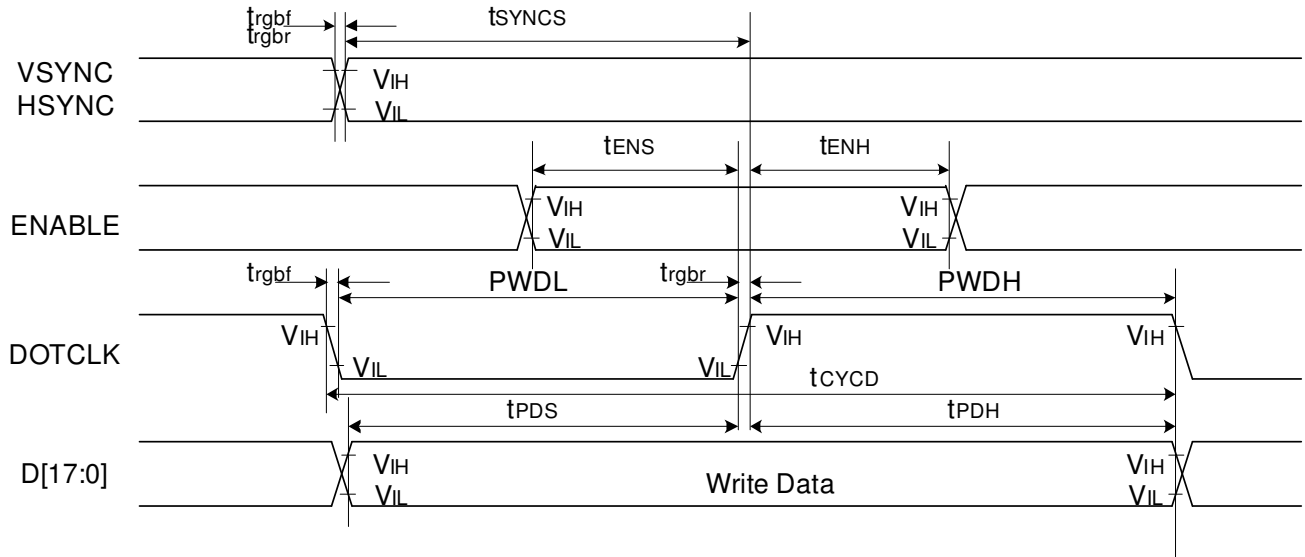 trgbf
trgbr
tSYNCS
VSYNC
HSYNC
VIH
VIL
tENS
tENH
ENABLE
VIH
VIL
VIH
VIL
trgbf
PWDL
trgbr
PWDH
DOTCLK
VIH
VIL
VIL
VIH
VIH
tCYCD
tPDS
tPDH
D[17:0]
VIH
VIL
Write Data
VIH
VIL